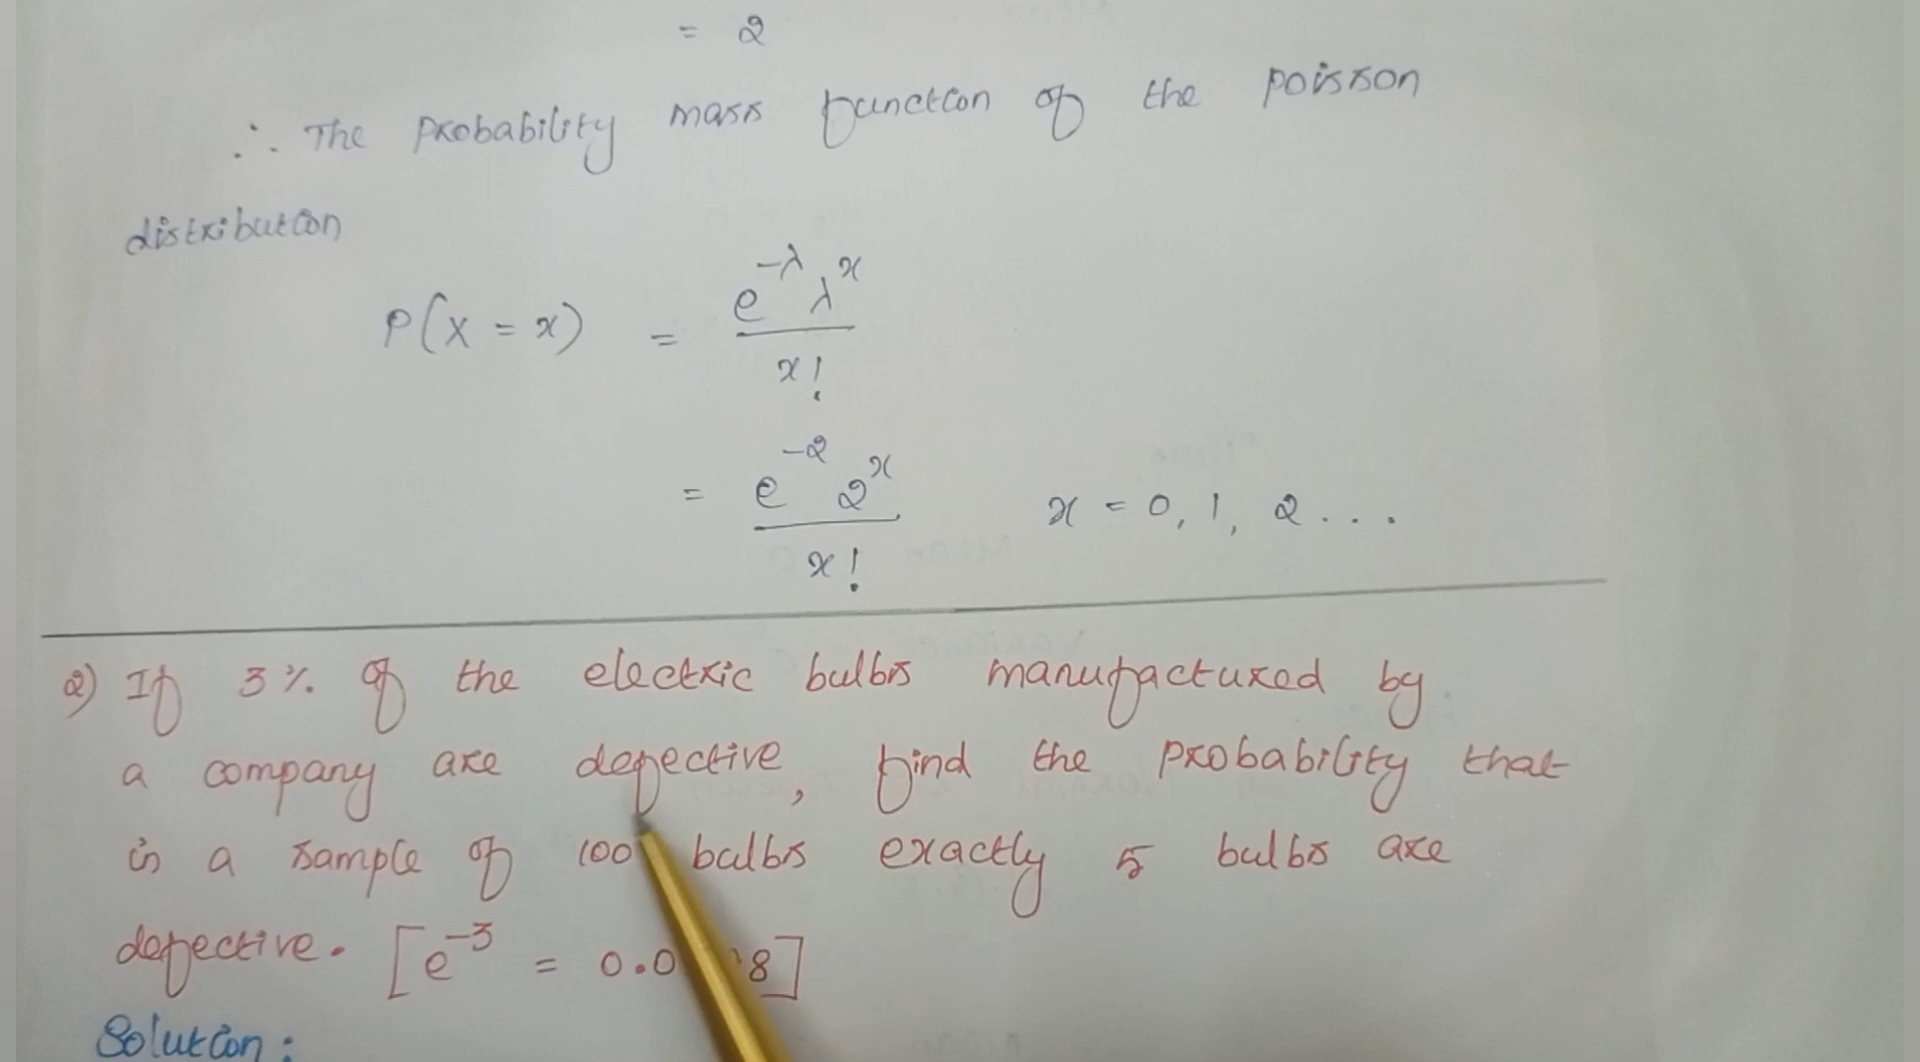 = 2
∴ The probability mass function of the poisson
distribution
P(X = x) = e^-λ λ^x / x!
= e^-2 2^x / x! x = 0, 1, 2 ...
2) If 3% of the electric bulbs manufactured by
a company are defective, find the probability that
in a sample of 100 bulbs exactly 5 bulbs are
defective. [e^-3 = 0.0 8]
Solution: